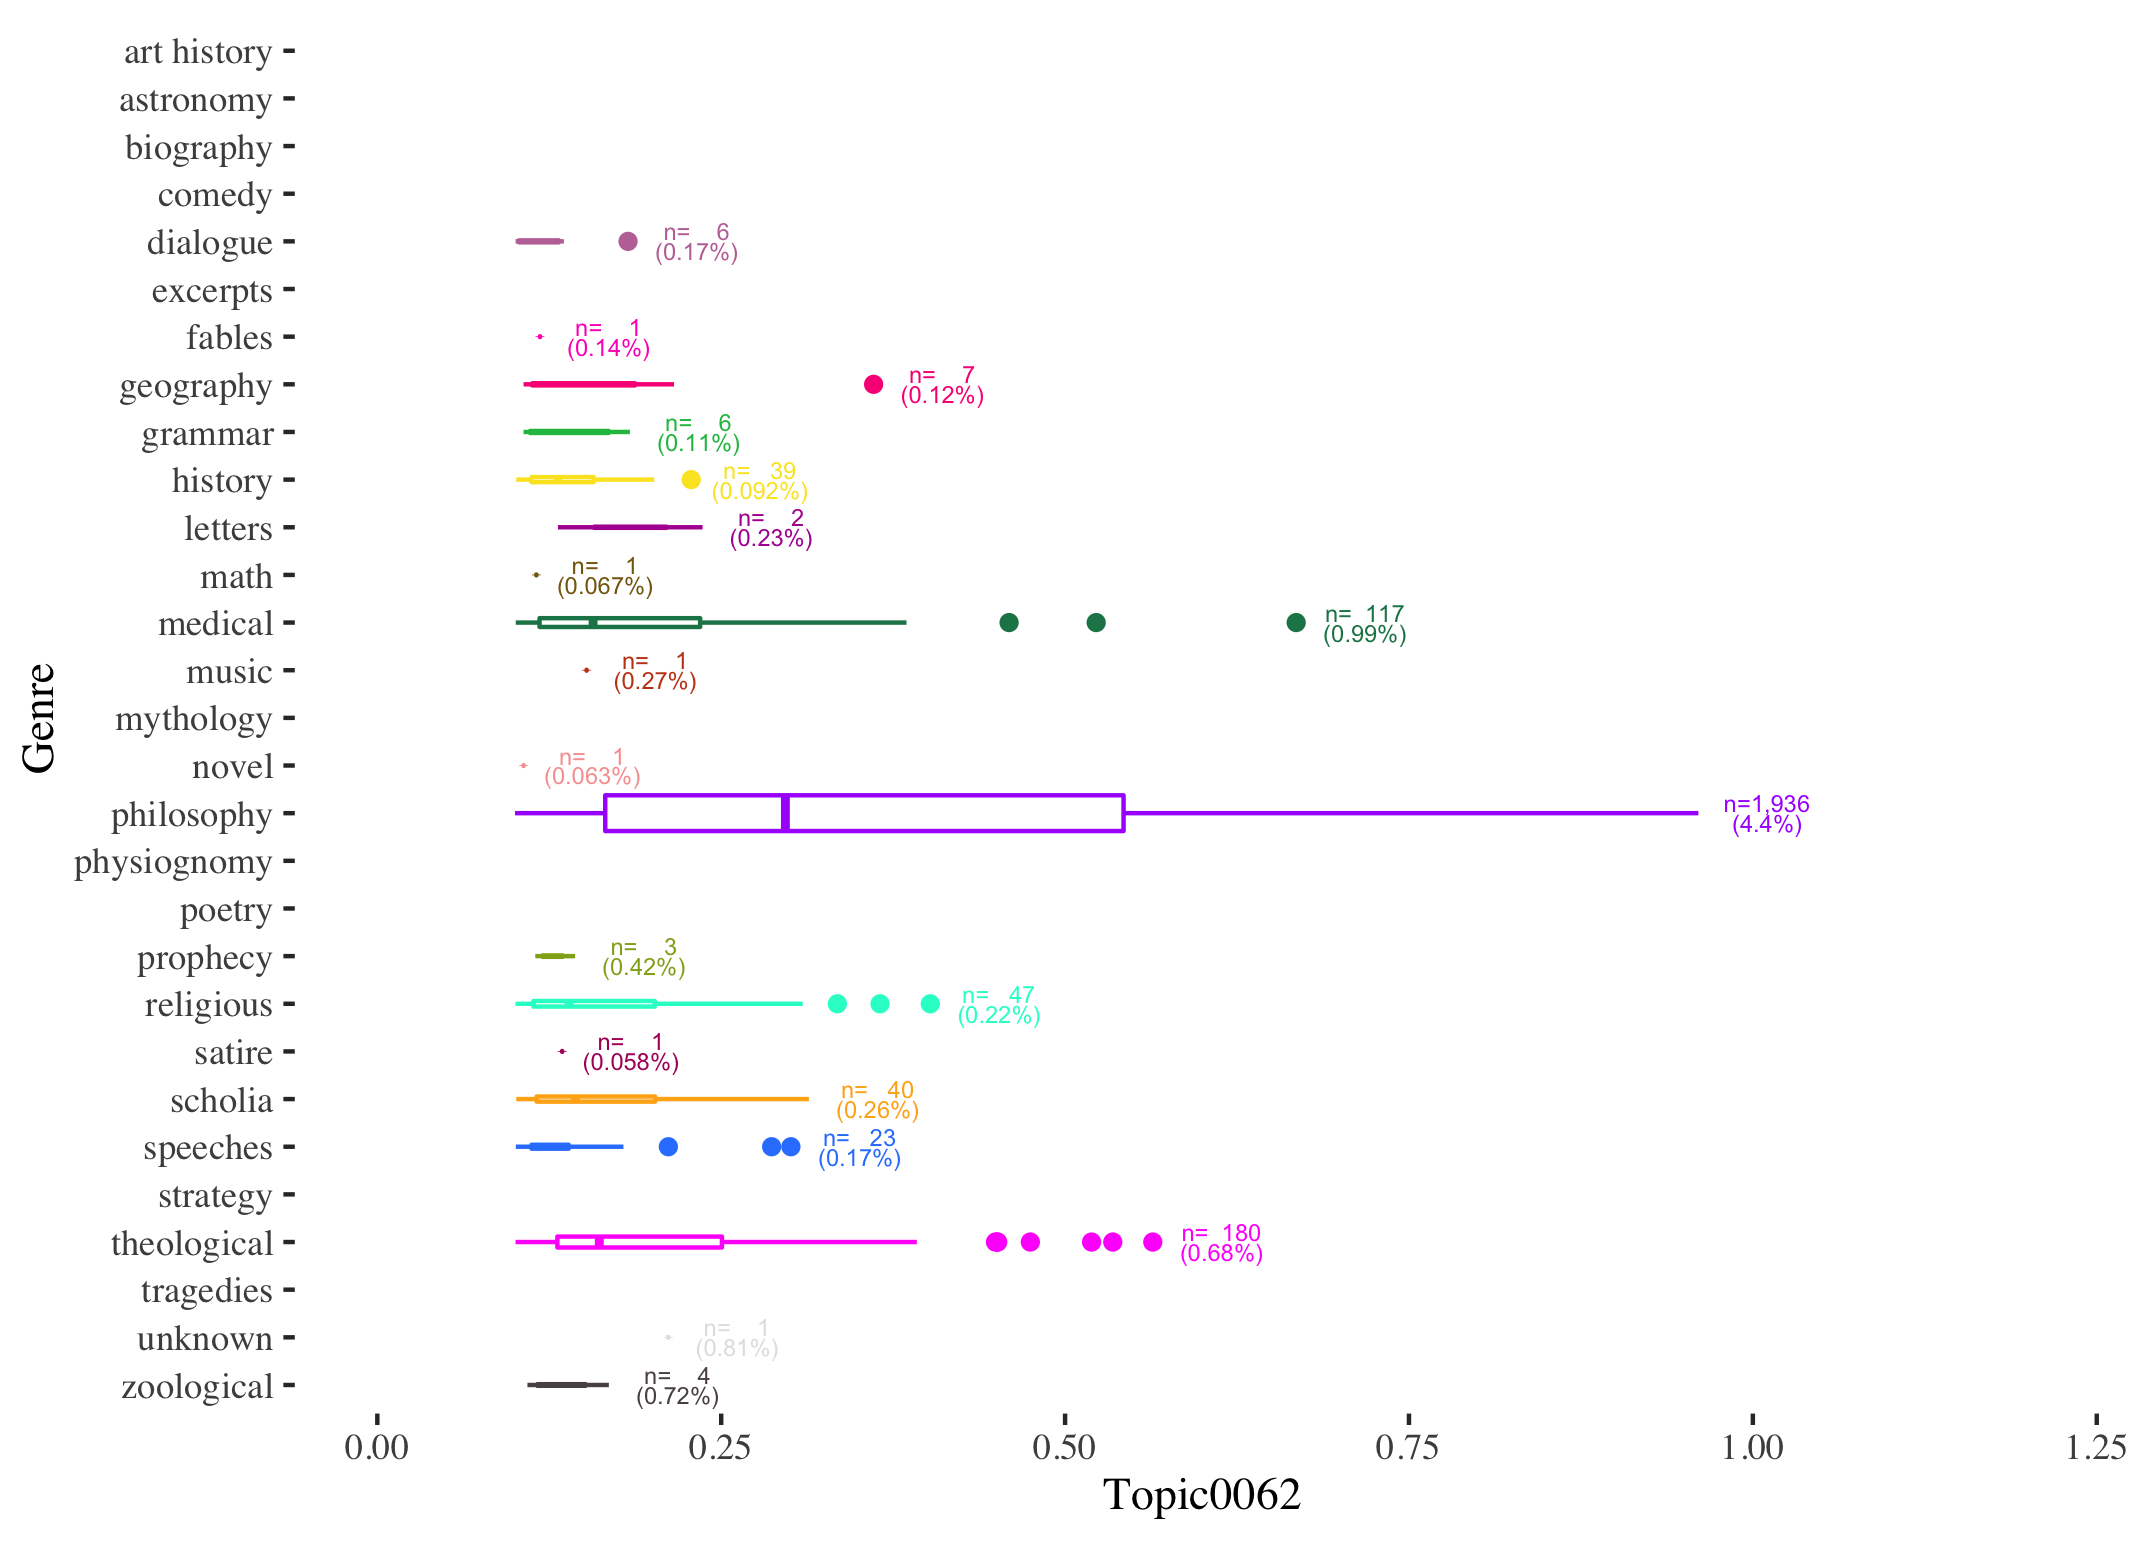 art history
astronomy
biography
comedy
dialogue
n= 6
(0.17%)
excerpts
fables
n= 1
(0.14%)
geography
n= 7
(0.12%)
grammar
n= 6
(0.11%)
history
n= 39
(0.092%)
letters
n= 2
(0.23%)
math
n= 1
(0.067%)
medical
n= 117
(0.99%)
music
n= 1
(0.27%)
mythology
novel
n= 1
(0.063%)
philosophy
n=1,936
(4.4%)
physiognomy
poetry
prophecy
n= 3
(0.42%)
religious
n= 47
(0.22%)
satire
n= 1
(0.058%)
scholia
n= 40
(0.26%)
speeches
n= 23
(0.17%)
strategy
theological
n= 180
(0.68%)
tragedies
unknown
n= 1
(0.81%)
zoological
n= 4
(0.72%)
Genre
0.00 0.25 0.50 0.75 1.00 1.25
Topic0062